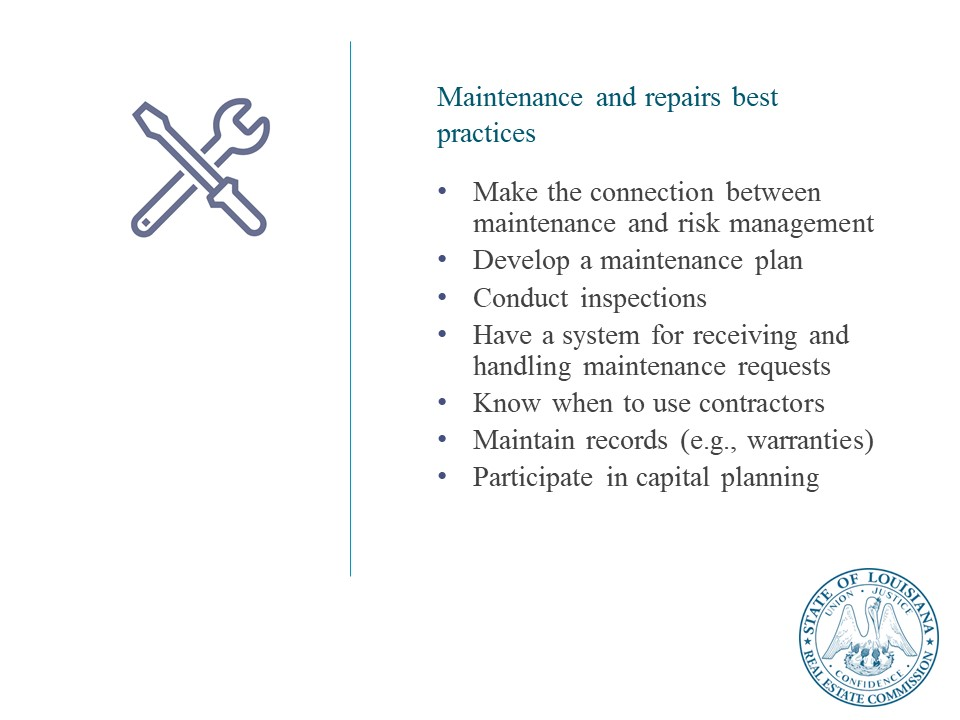 Maintenance and repairs best
practices
• Make the connection between
maintenance and risk management
• Develop a maintenance plan
• Conduct inspections
• Have a system for receiving and
handling maintenance requests
• Know when to use contractors
• Maintain records (e.g., warranties)
• Participate in capital planning
STATE OF LOUISIANA
UNION · JUSTICE
· CONFIDENCE ·
REAL ESTATE COMMISSION